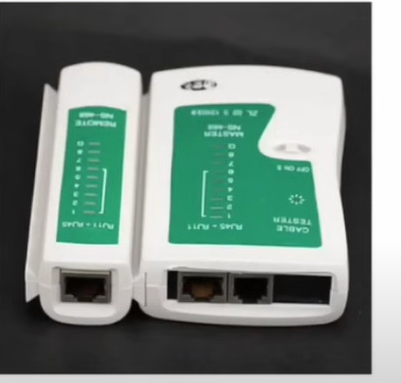 REMOTE
NS-468
G
8
7
6
5
4
3
2
1
RJ11 - RJ45
MASTER
NS-468
G
8
7
6
5
4
3
2
1
RJ45 - RJ11
OFF ON S
CABLE
TESTER